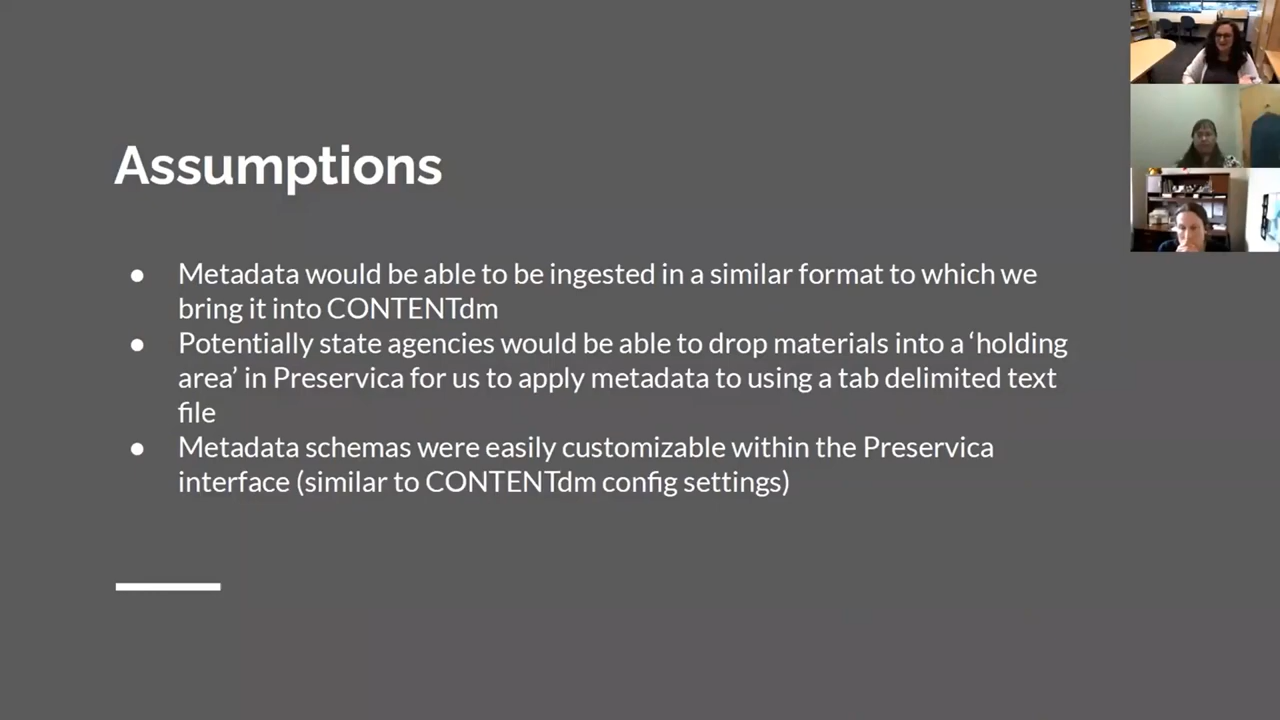 Assumptions
● Metadata would be able to be ingested in a similar format to which we
bring it into CONTENTdm
● Potentially state agencies would be able to drop materials into a ‘holding
area’ in Preservica for us to apply metadata to using a tab delimited text
file
● Metadata schemas were easily customizable within the Preservica
interface (similar to CONTENTdm config settings)